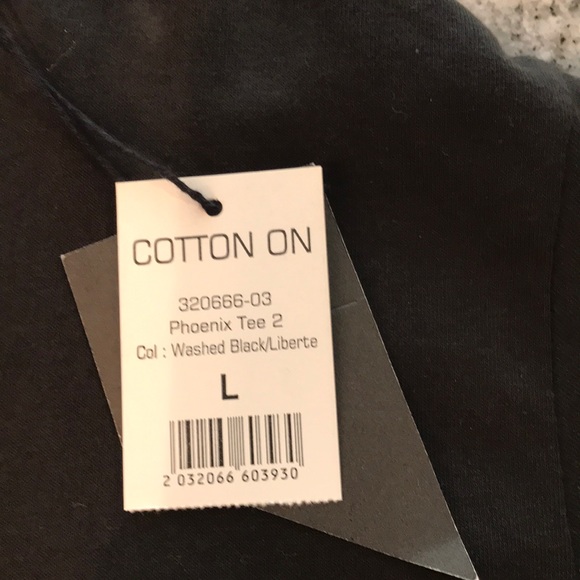 COTTON ON
320666-03
Phoenix Tee 2
Col : Washed Black/Liberte
L
2 032066 603930